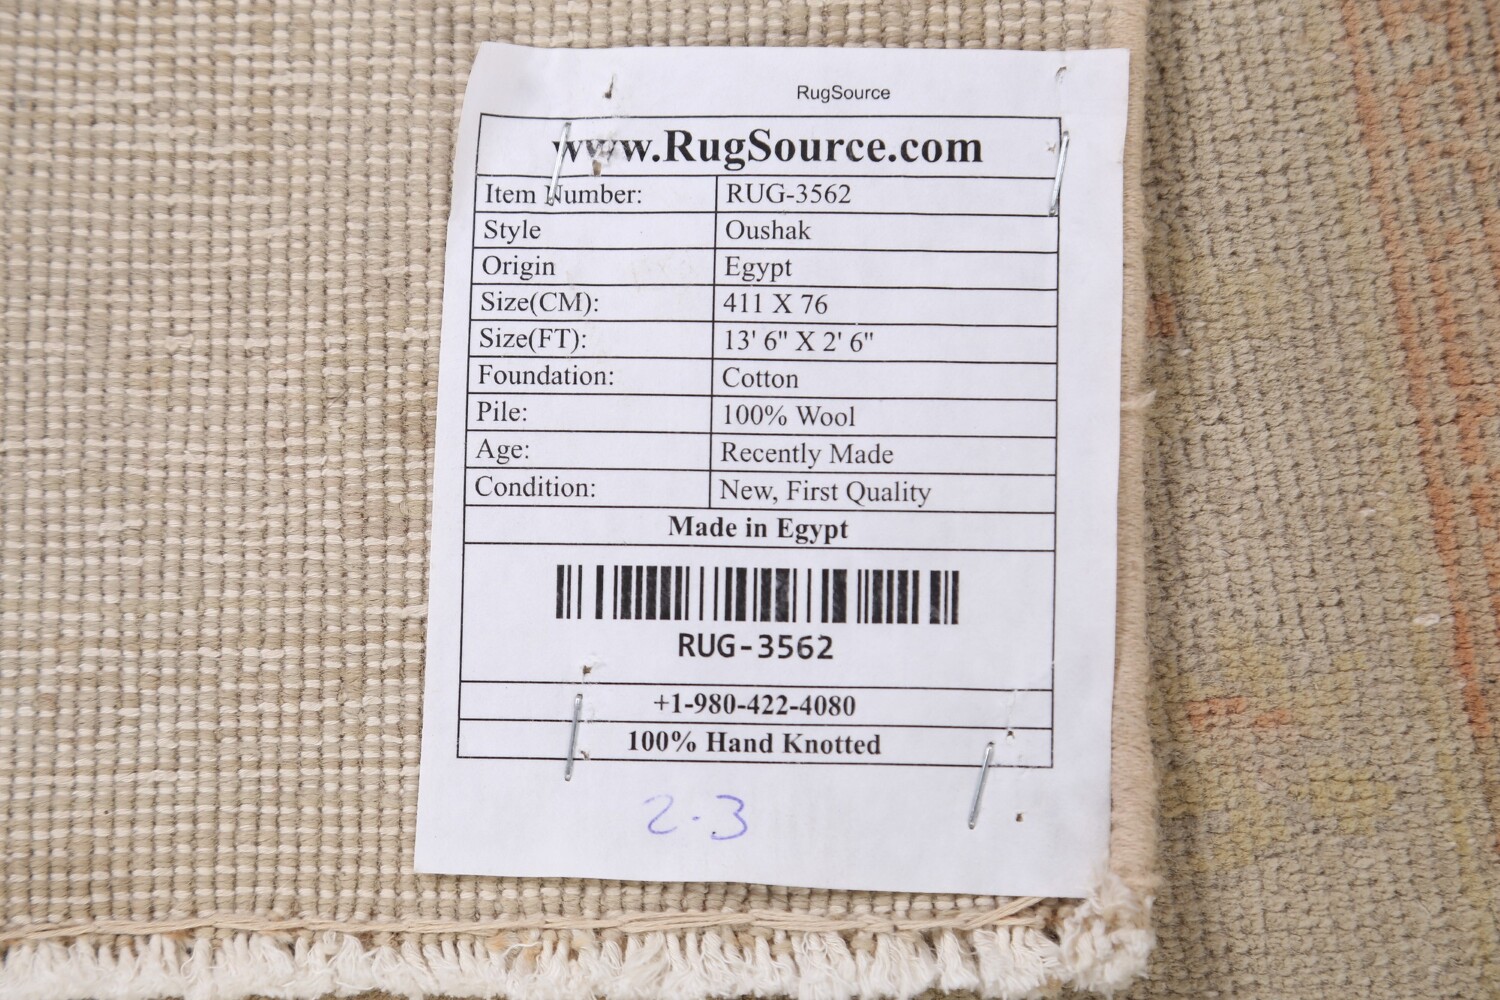 RugSource
www.RugSource.com
Item Number: RUG-3562
Style Oushak
Origin Egypt
Size(CM): 411 X 76
Size(FT): 13' 6" X 2' 6"
Foundation: Cotton
Pile: 100% Wool
Age: Recently Made
Condition: New, First Quality
Made in Egypt
RUG-3562
+1-980-422-4080
100% Hand Knotted
2.3